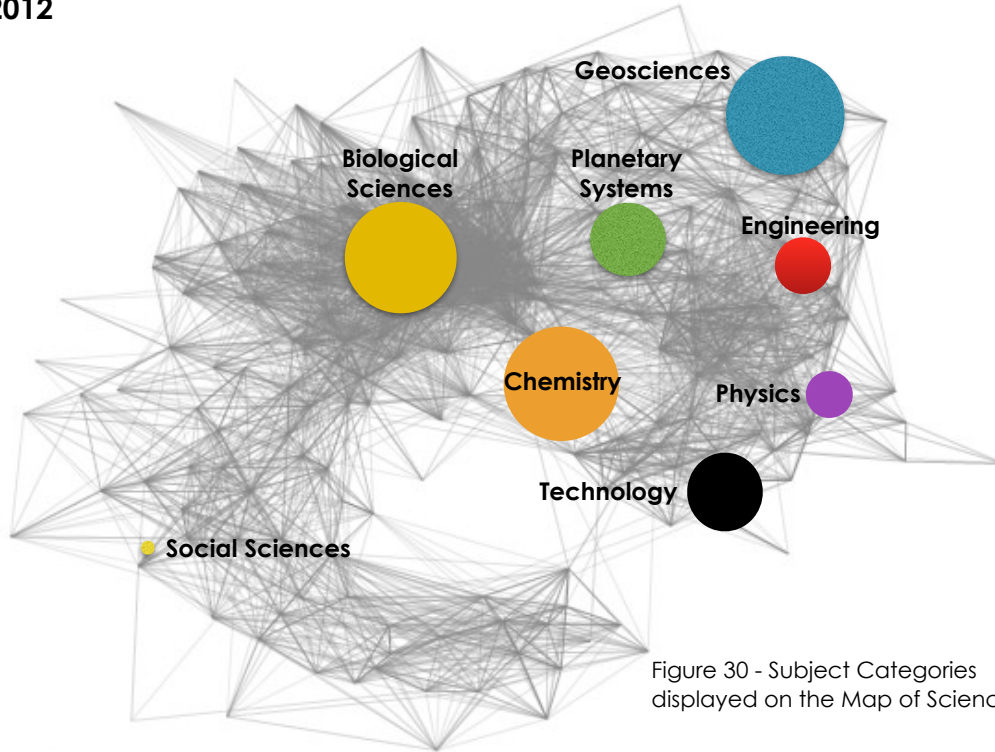 2012
Geosciences
Biological
Sciences
Planetary
Systems
Engineering
Chemistry
Physics
Technology
Social Sciences
Figure 30 - Subject Categories
displayed on the Map of Scienc